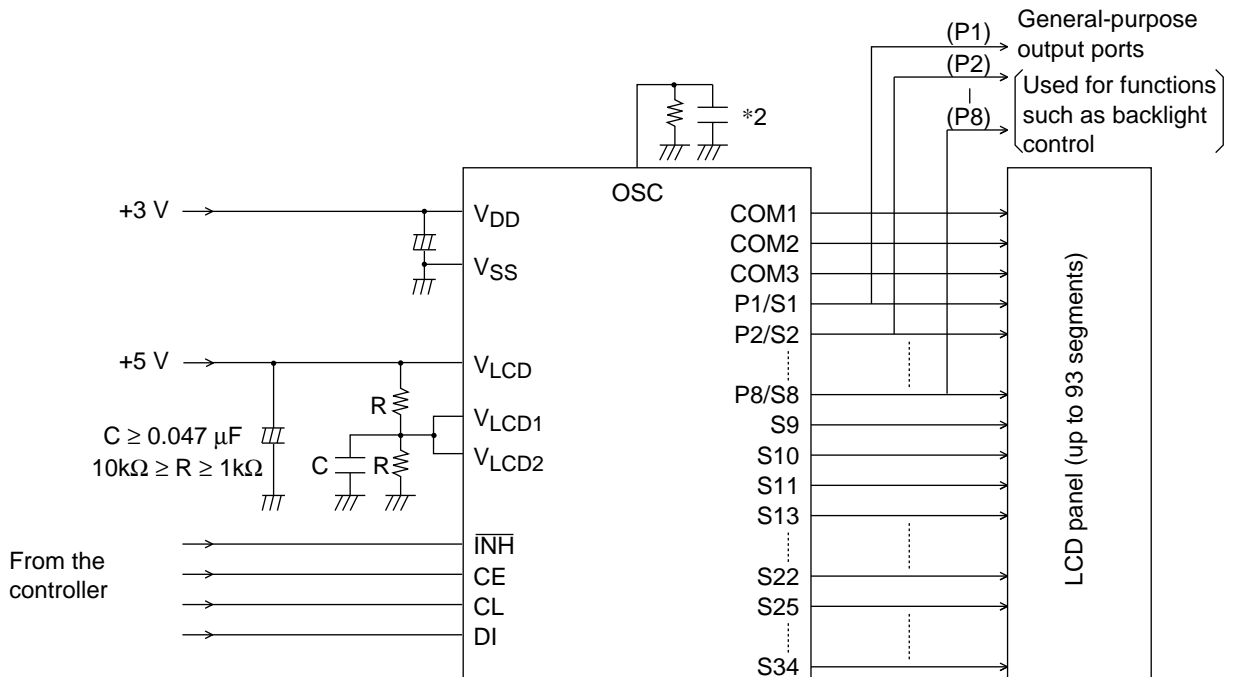 (P1)
General-purpose
output ports
(P2)
(P8)
Used for functions
such as backlight
control
*2
OSC
+3 V
VDD
VSS
+5 V
VLCD
R
VLCD1
VLCD2
C ≥ 0.047 μF
10kΩ ≥ R ≥ 1kΩ
C
R
From the
controller
INH
CE
CL
DI
COM1
COM2
COM3
P1/S1
P2/S2
P8/S8
S9
S10
S11
S13
S22
S25
S34
LCD panel (up to 93 segments)